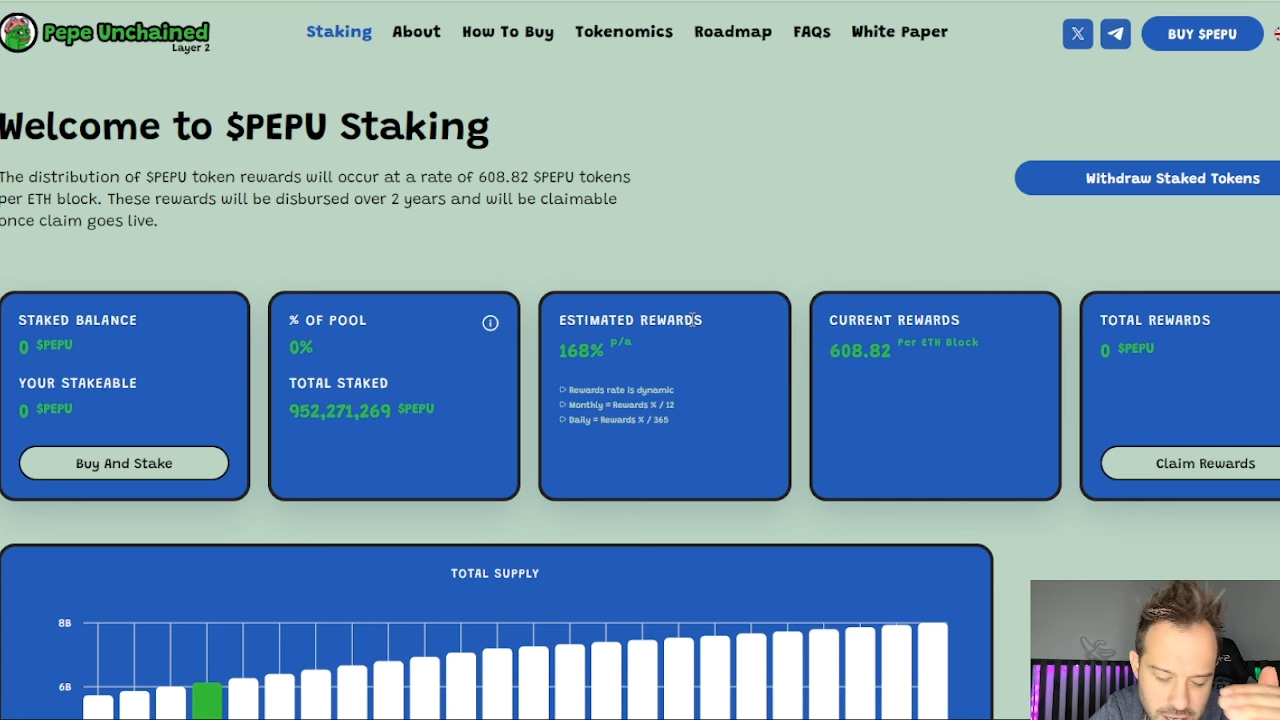 Pepe Unchained
Layer 2
Staking
About
How To Buy
Tokenomics
Roadmap
FAQs
White Paper
BUY $PEPU
Welcome to $PEPU Staking
The distribution of $PEPU token rewards will occur at a rate of 608.82 $PEPU tokens
per ETH block. These rewards will be disbursed over 2 years and will be claimable
once claim goes live.
Withdraw Staked Tokens
STAKED BALANCE
0 $PEPU
YOUR STAKEABLE
0 $PEPU
Buy And Stake
% OF POOL
0%
TOTAL STAKED
952,271,269 $PEPU
ESTIMATED REWARDS
168% p/a
Rewards rate is dynamic
Monthly = Rewards % / 12
Daily = Rewards % / 365
CURRENT REWARDS
608.82 Per ETH Block
TOTAL REWARDS
0 $PEPU
Claim Rewards
TOTAL SUPPLY
8B
6B